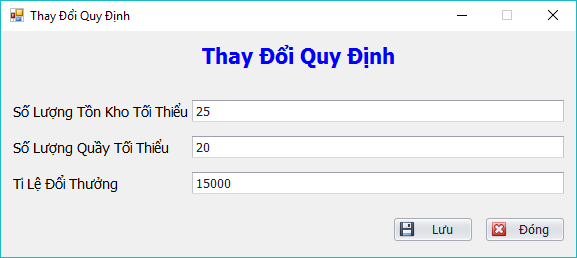 Thay Đổi Quy Định
Thay Đổi Quy Định
Số Lượng Tồn Kho Tối Thiểu 25
Số Lượng Quầy Tối Thiểu 20
Tỉ Lệ Đổi Thưởng 15000
Lưu Đóng